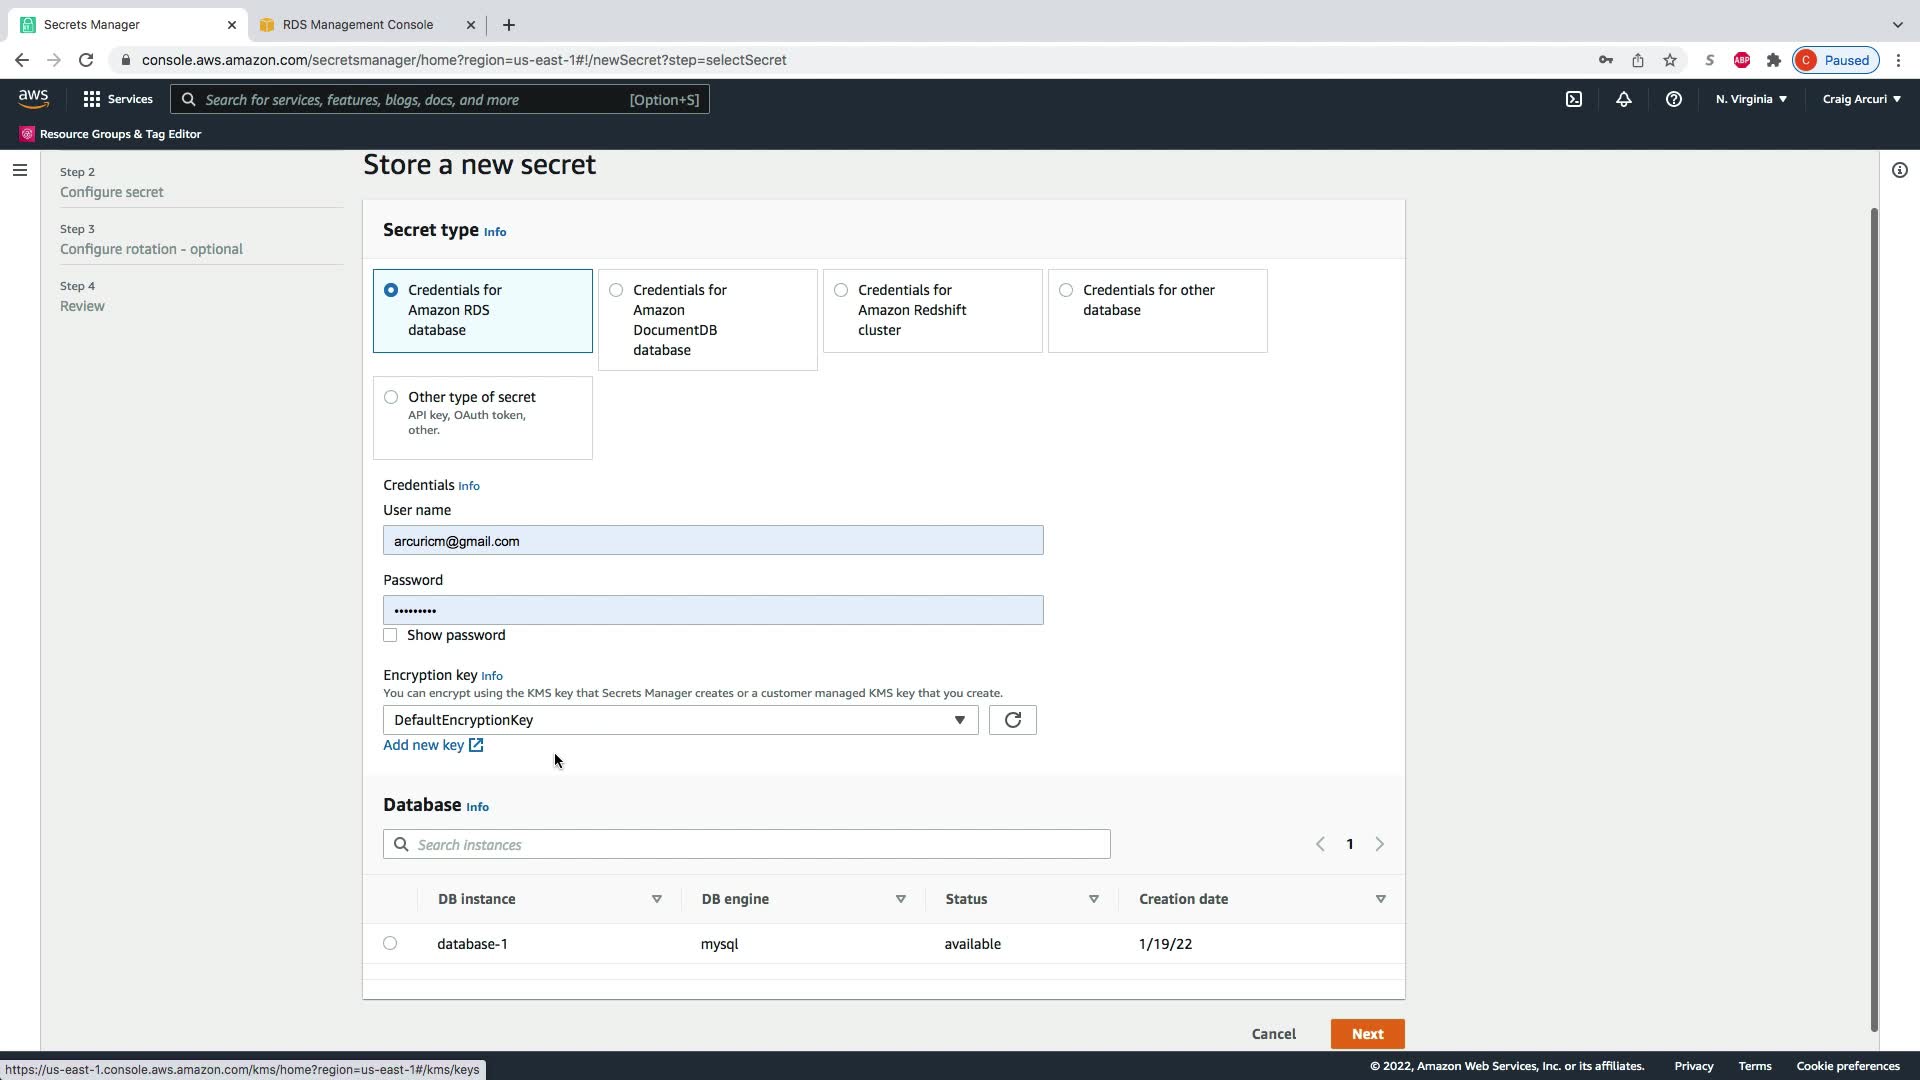 Secrets Manager
RDS Management Console
console.aws.amazon.com/secretsmanager/home?region=us-east-1#!/newSecret?step=selectSecret
S
ABP
C
Paused
aws
Services
Search for services, features, blogs, docs, and more
[Option+S]
N. Virginia
Craig Arcuri
Resource Groups & Tag Editor
Step 2
Configure secret
Step 3
Configure rotation - optional
Step 4
Review
Store a new secret
Secret type Info
Credentials for
Amazon RDS
database
Credentials for
Amazon
DocumentDB
database
Credentials for
Amazon Redshift
cluster
Credentials for other
database
Other type of secret
API key, OAuth token,
other.
Credentials Info
User name
arcuricm@gmail.com
Password
•••••••••
Show password
Encryption key Info
You can encrypt using the KMS key that Secrets Manager creates or a customer managed KMS key that you create.
DefaultEncryptionKey
Add new key
Database Info
Search instances
1
DB instance
DB engine
Status
Creation date
database-1
mysql
available
1/19/22
Cancel
Next
https://us-east-1.console.aws.amazon.com/kms/home?region=us-east-1#/kms/keys
© 2022, Amazon Web Services, Inc. or its affiliates.
Privacy
Terms
Cookie preferences